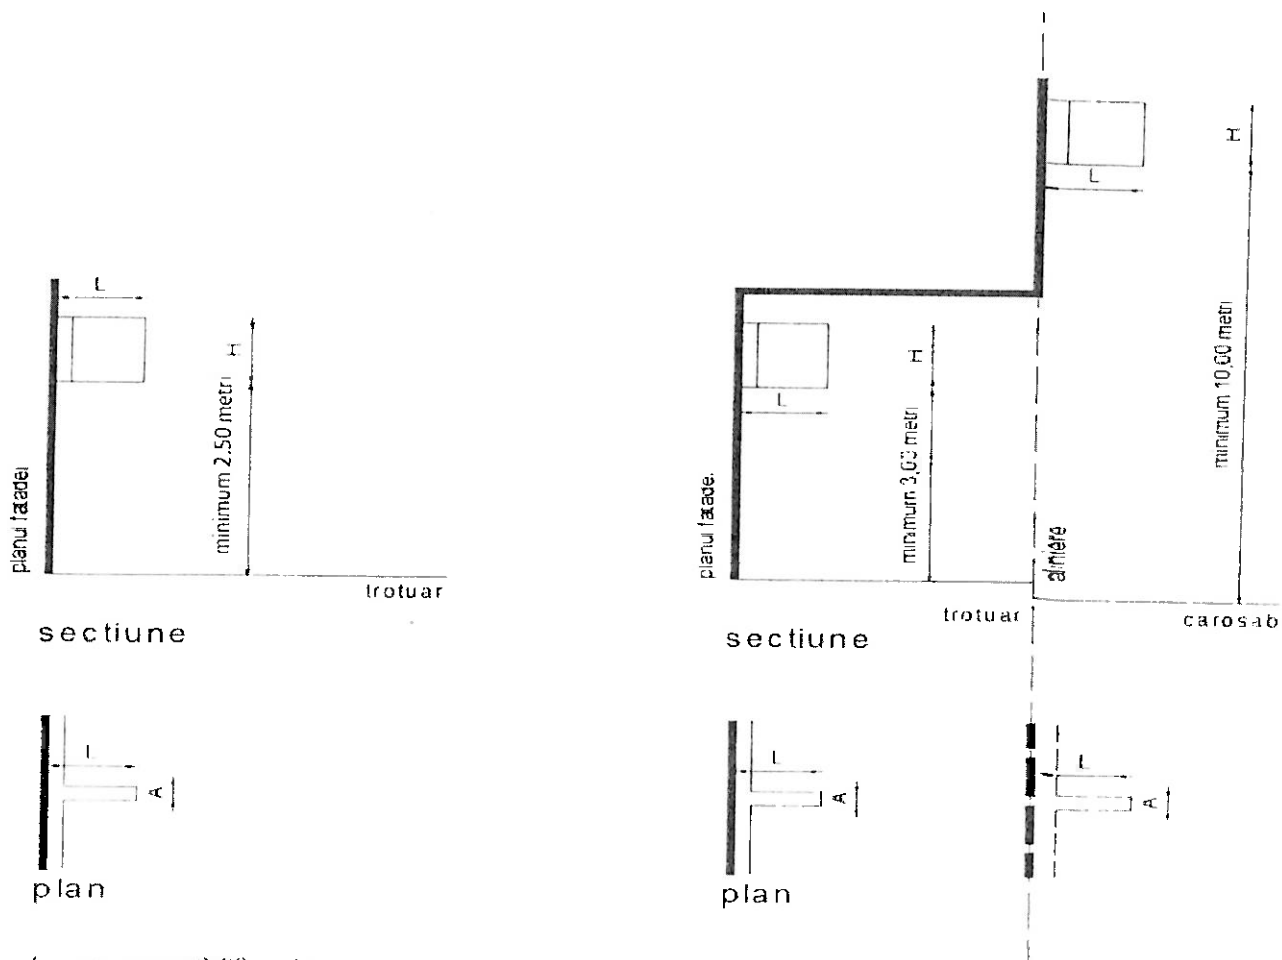 L
H
minimum 2.50 metri
planul fatadei
trotuar
sectiune
L
A
plan
H
L
minimum 10,00 metri
H
L
minimum 3,00 metri
planul fatade.
aliniere
trotuar
carosab
sectiune
L
A
L
A
plan